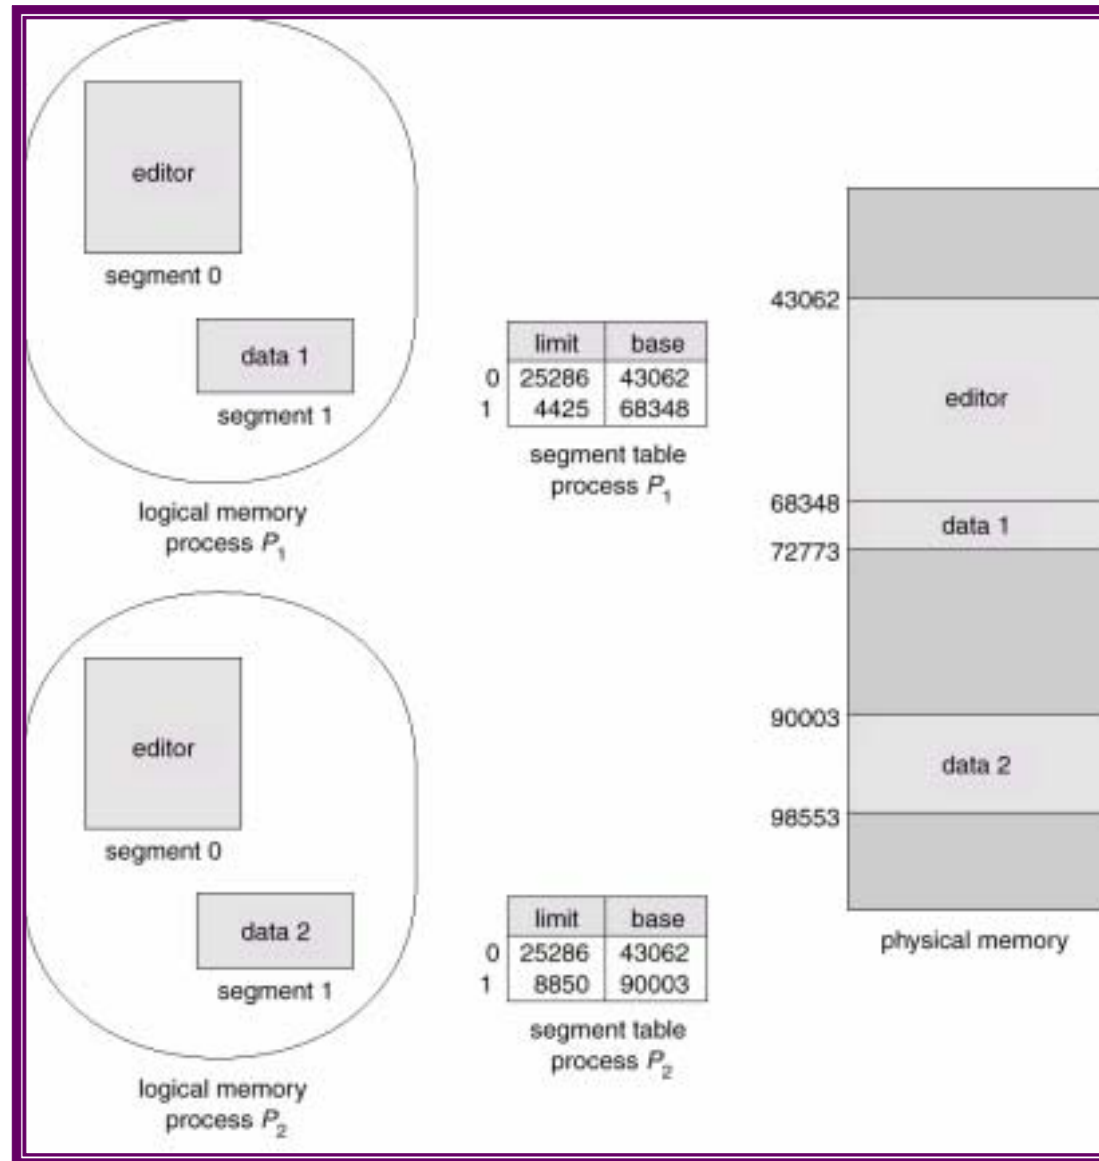 editor
segment 0
data 1
segment 1
logical memory
process P1
limit base
0 25286 43062
1 4425 68348
segment table
process P1
editor
segment 0
data 2
segment 1
logical memory
process P2
limit base
0 25286 43062
1 8850 90003
segment table
process P2
43062
editor
68348
data 1
72773
90003
data 2
98553
physical memory